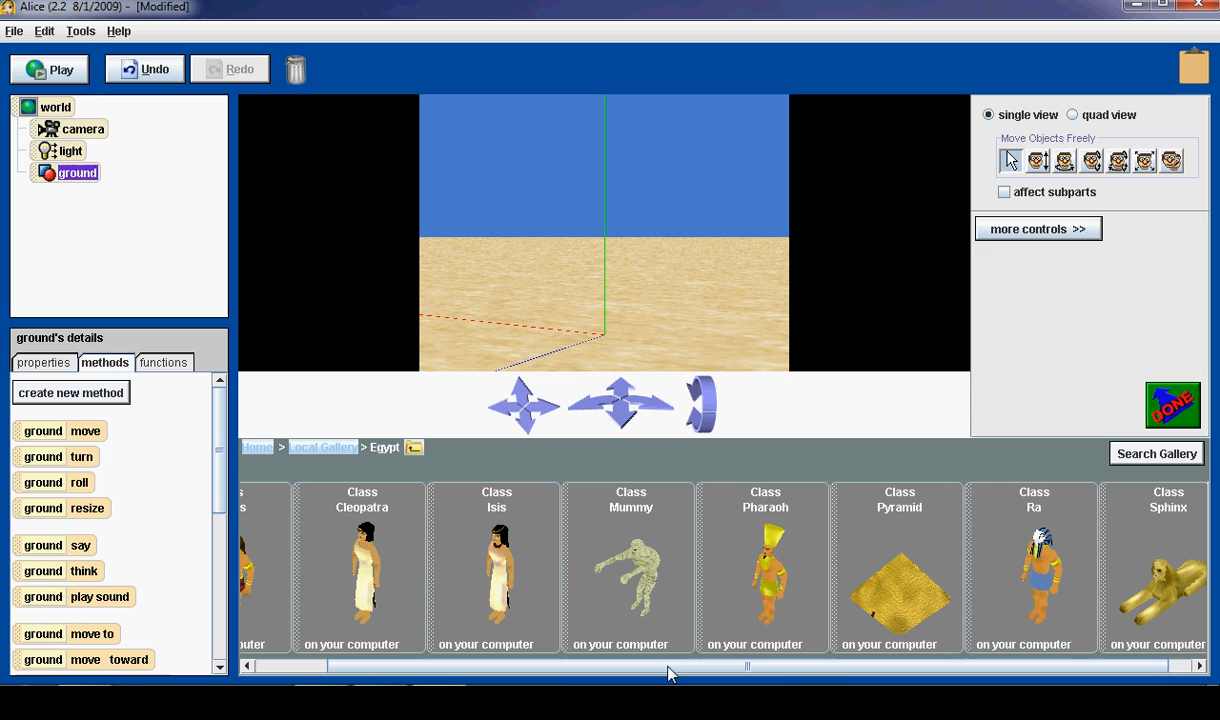 Alice (2.2 8/1/2009) - [Modified]
File Edit Tools Help
Play Undo Redo
world
camera
light
ground
single view quad view
Move Objects Freely
affect subparts
more controls >>
DONE
ground's details
properties methods functions
create new method
ground move
ground turn
ground roll
ground resize
ground say
ground think
ground play sound
ground move to
ground move toward
Home > Local Gallery > Egypt
Search Gallery
Class Cleopatra
on your computer
Class Isis
on your computer
Class Mummy
on your computer
Class Pharaoh
on your computer
Class Pyramid
on your computer
Class Ra
on your computer
Class Sphinx
on your computer